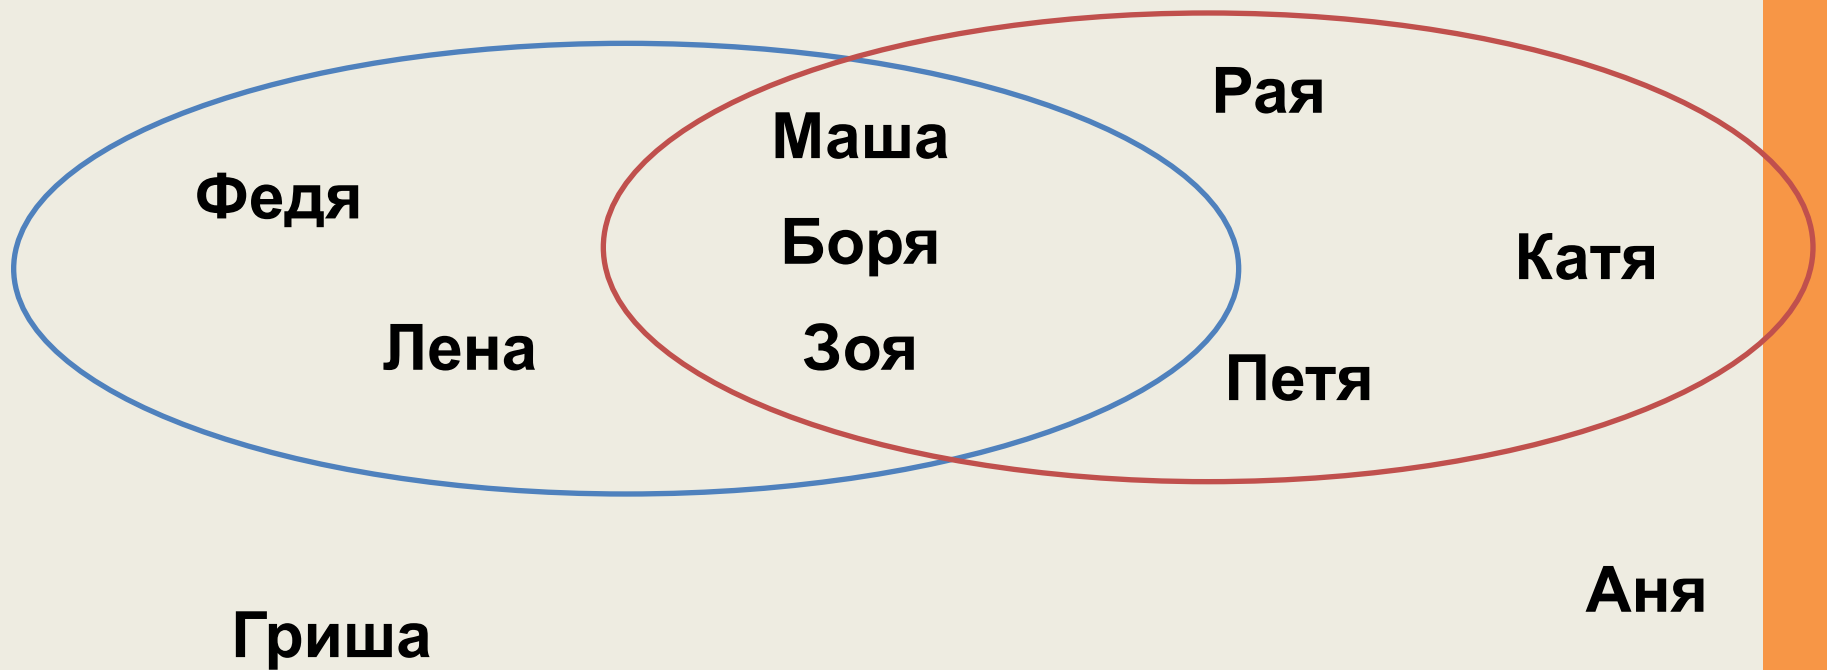 Рая
Маша
Федя
Боря
Катя
Лена
Зоя
Петя
Аня
Гриша